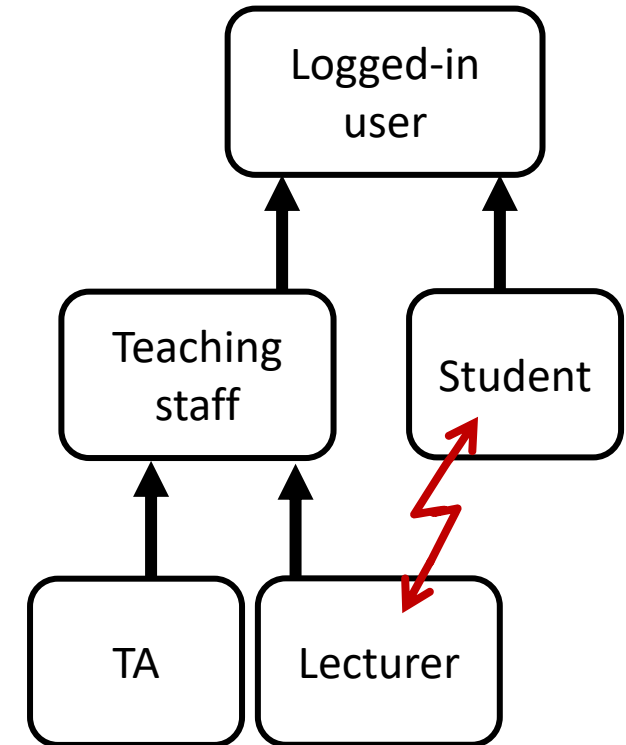 Logged-in
user
Teaching
staff
Student
TA
Lecturer